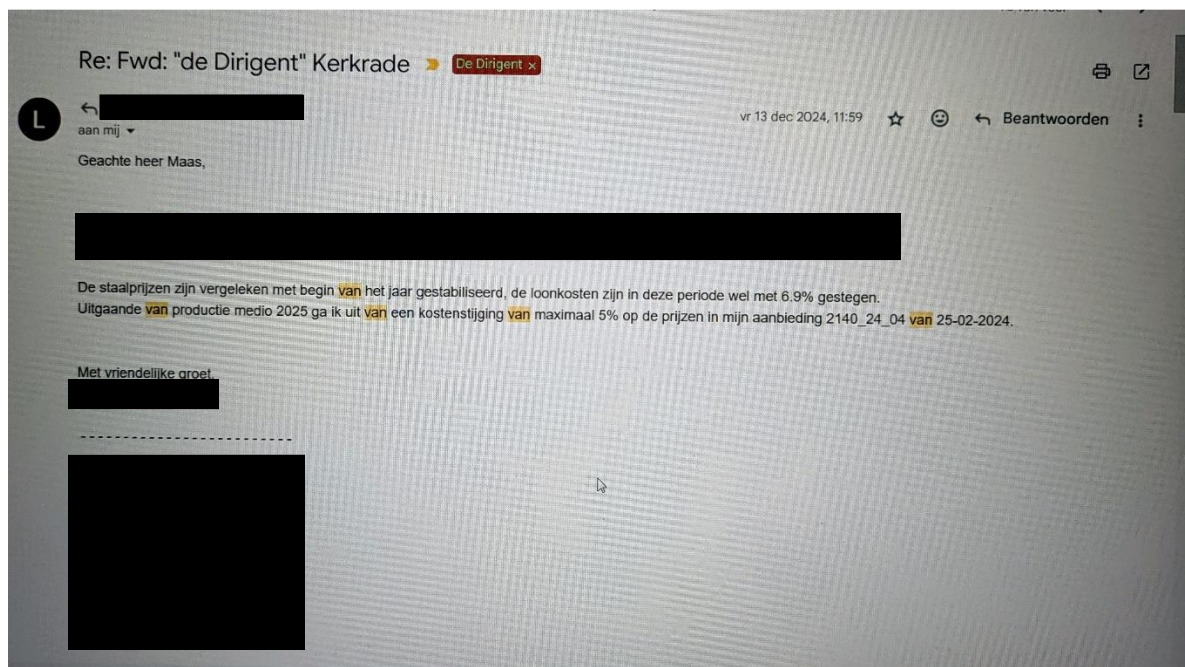 Re: Fwd: "de Dirigent" Kerkrade De Dirigent ×
L
aan mij
vr 13 dec 2024, 11:59
Beantwoorden
Geachte heer Maas,
De staalprijzen zijn vergeleken met begin van het jaar gestabiliseerd, de loonkosten zijn in deze periode wel met 6.9% gestegen.
Uitgaande van productie medio 2025 ga ik uit van een kostenstijging van maximaal 5% op de prijzen in mijn aanbieding 2140_24_04 van 25-02-2024.
Met vriendelijke groet,
---------------------------